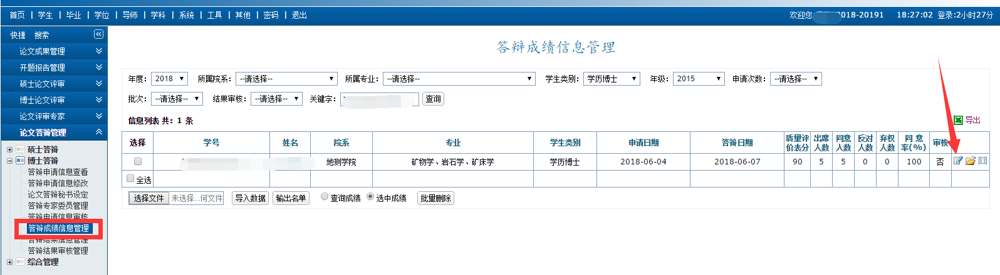 首页 | 学生 | 毕业 | 学位 | 导师 | 学科 | 系统 | 工具 | 其他 | 密码 | 退出
欢迎您: 2018-20191 18:27:02 登录:2小时27分
快捷 搜索
论文成果管理
开题报告管理
硕士论文评审
博士论文评审
论文评审专家
论文答辩管理
硕士答辩
博士答辩
答辩申请信息查看
答辩申请信息修改
论文答辩秘书设定
答辩专家委员管理
答辩申请信息审核
答辩成绩信息管理
答辩结果信息管理
答辩结果审核管理
综合管理
答辩成绩信息管理
年度: 2018 所属院系: --请选择-- 所属专业: --请选择-- 学生类别: 学历博士 年级: 2015 申请次数: --请选择--
批次: --请选择-- 结果审核: --请选择-- 关键字: 查询
信息列表 共: 1 条
导出
选择 学号 姓名 院系 专业 学生类别 申请日期 答辩日期 质量评价表分 出席人数 同意人数 反对人数 弃权人数 同 意率(%) 审核
地测学院 矿物学、岩石学、矿床学 学历博士 2018-06-04 2018-06-07 90 5 5 0 0 100 否
全选
选择文件 未选择...何文件 导入数据 输出名单 查询成绩 选中成绩 批量删除